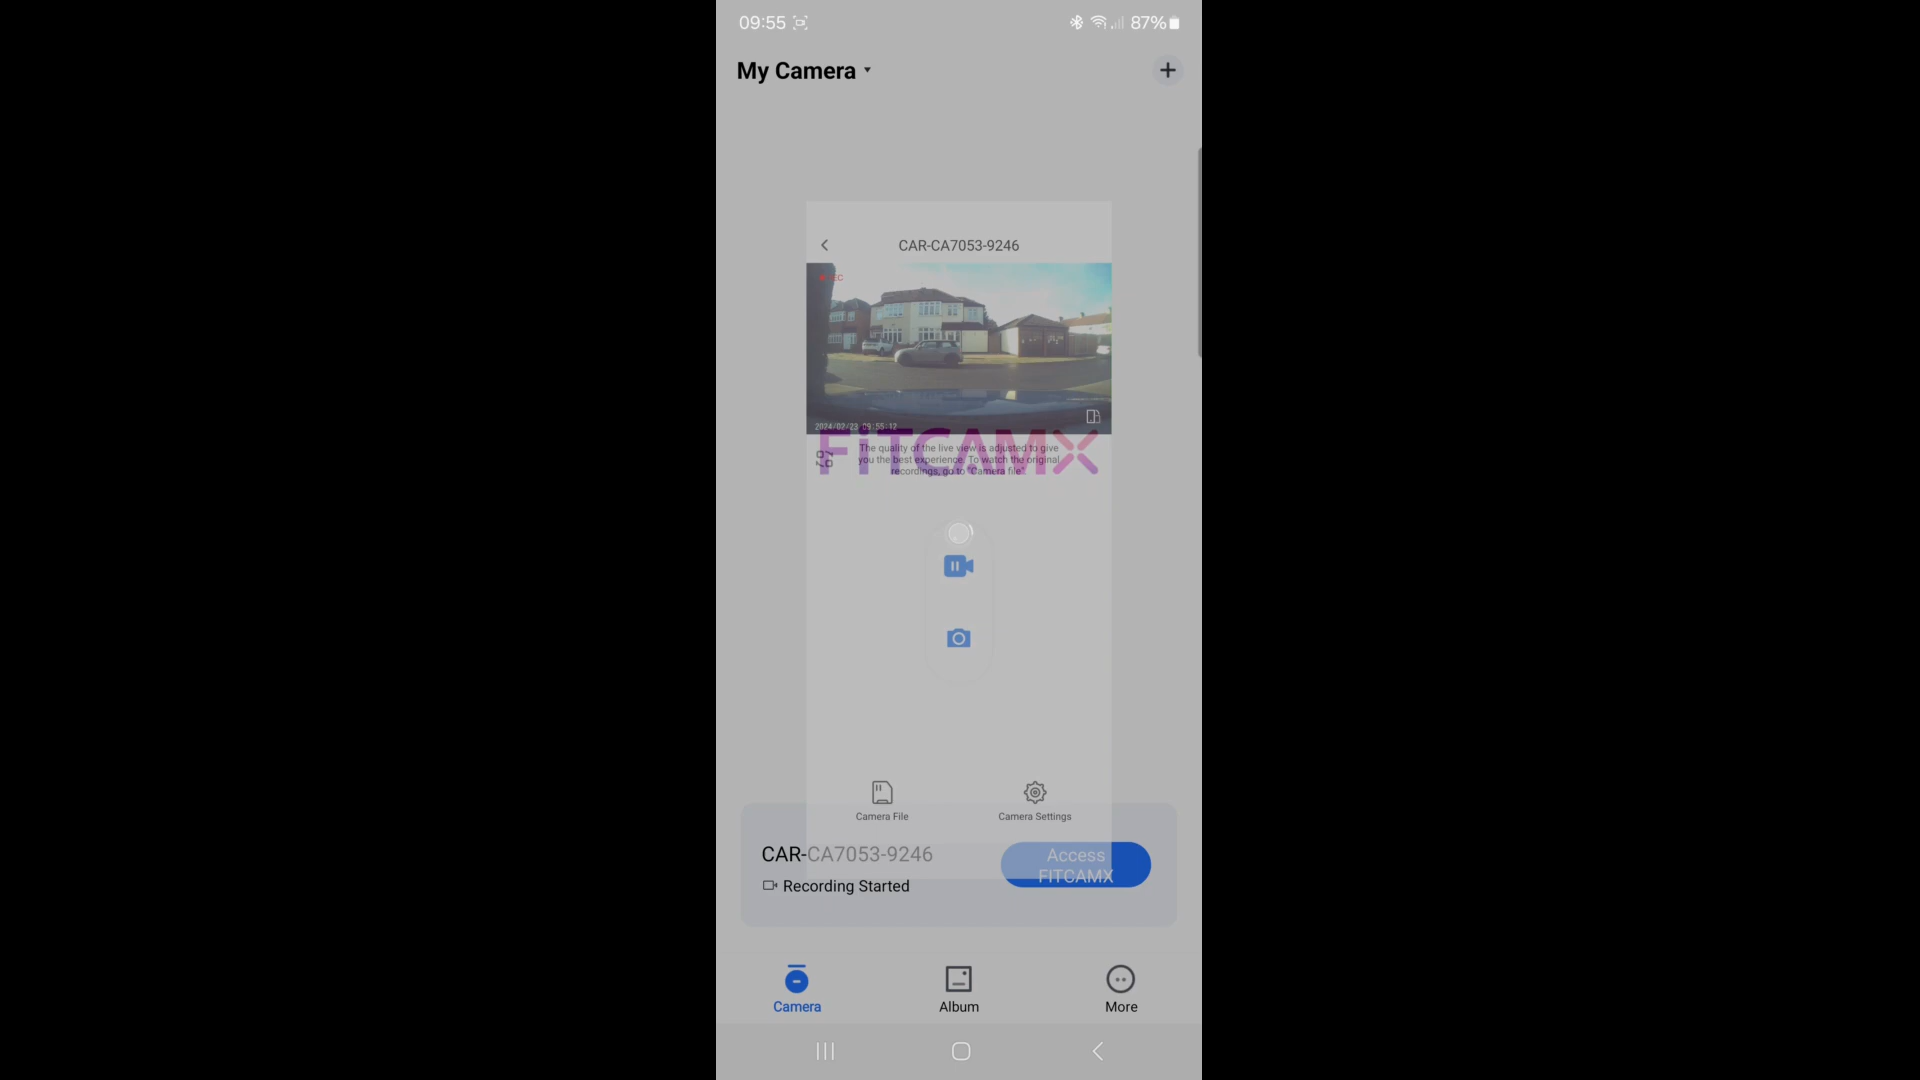 09:55
87%
My Camera
CAR-CA7053-9246
2024/02/23 09:55:12
FiTCAMX
The quality of the live view is adjusted to give
you the best experience. To watch the original
recordings, go to "Camera file"
Camera File
Camera Settings
CAR-CA7053-9246
Access
FITCAMX
Recording Started
Camera
Album
More